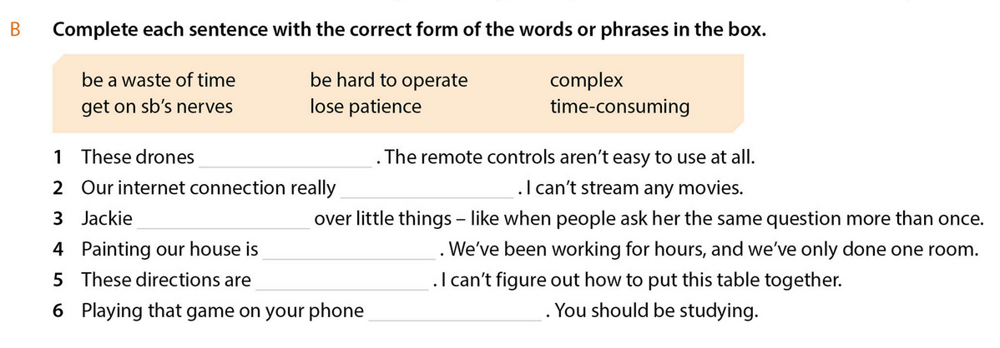 B Complete each sentence with the correct form of the words or phrases in the box.
be a waste of time be hard to operate complex
get on sb’s nerves lose patience time-consuming
1 These drones . The remote controls aren’t easy to use at all.
2 Our internet connection really . I can’t stream any movies.
3 Jackie over little things – like when people ask her the same question more than once.
4 Painting our house is . We’ve been working for hours, and we’ve only done one room.
5 These directions are . I can’t figure out how to put this table together.
6 Playing that game on your phone . You should be studying.